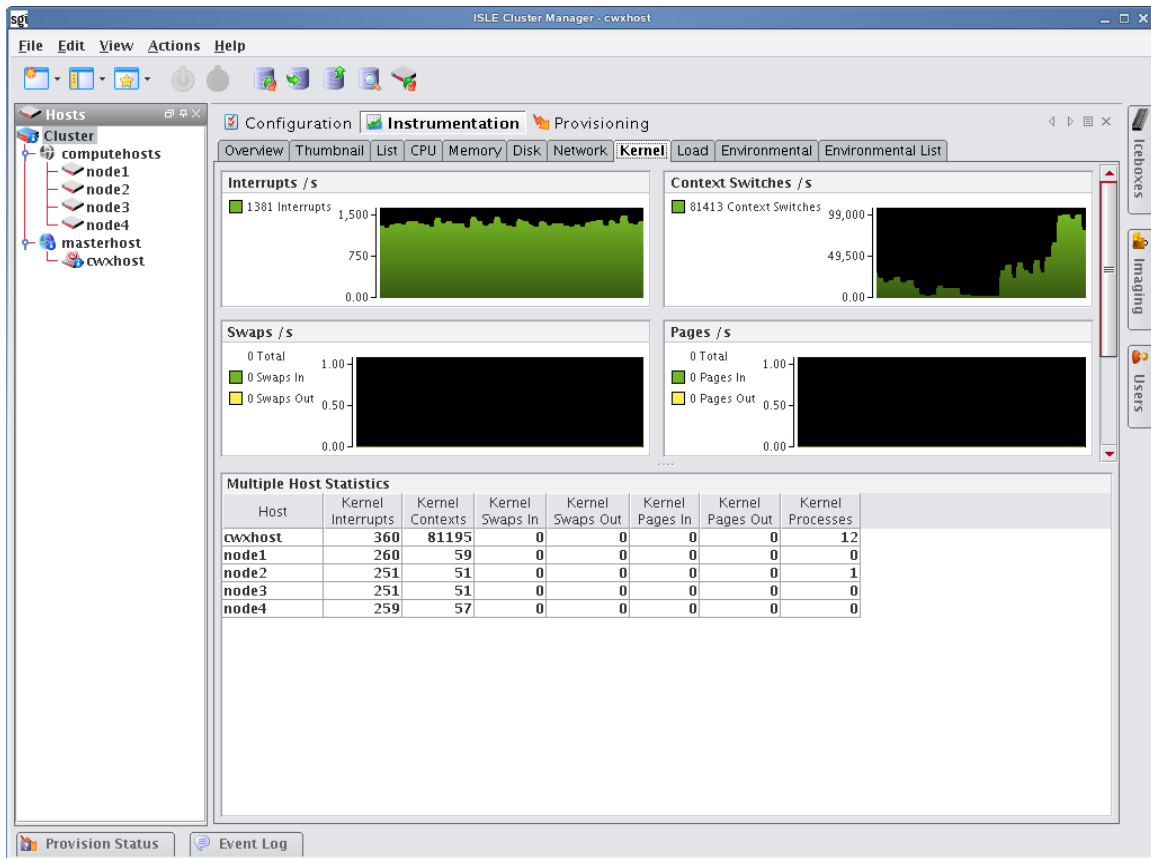 sgi ISLE Cluster Manager - cwxhost
File Edit View Actions Help
Hosts
Cluster
computehosts
node1
node2
node3
node4
masterhost
cwxhost
Configuration Instrumentation Provisioning
Overview Thumbnail List CPU Memory Disk Network Kernel Load Environmental Environmental List
Interrupts /s
1381 Interrupts
1,500
750
0.00
Context Switches /s
81413 Context Switches
99,000
49,500
0.00
Swaps /s
0 Total
0 Swaps In
0 Swaps Out
1.00
0.50
0.00
Pages /s
0 Total
0 Pages In
0 Pages Out
1.00
0.50
0.00
Multiple Host Statistics
Host Kernel Interrupts Kernel Contexts Kernel Swaps In Kernel Swaps Out Kernel Pages In Kernel Pages Out Kernel Processes
cwxhost 360 81195 0 0 0 0 12
node1 260 59 0 0 0 0 0
node2 251 51 0 0 0 0 1
node3 251 51 0 0 0 0 0
node4 259 57 0 0 0 0 0
Iceboxes
Imaging
Users
Provision Status Event Log